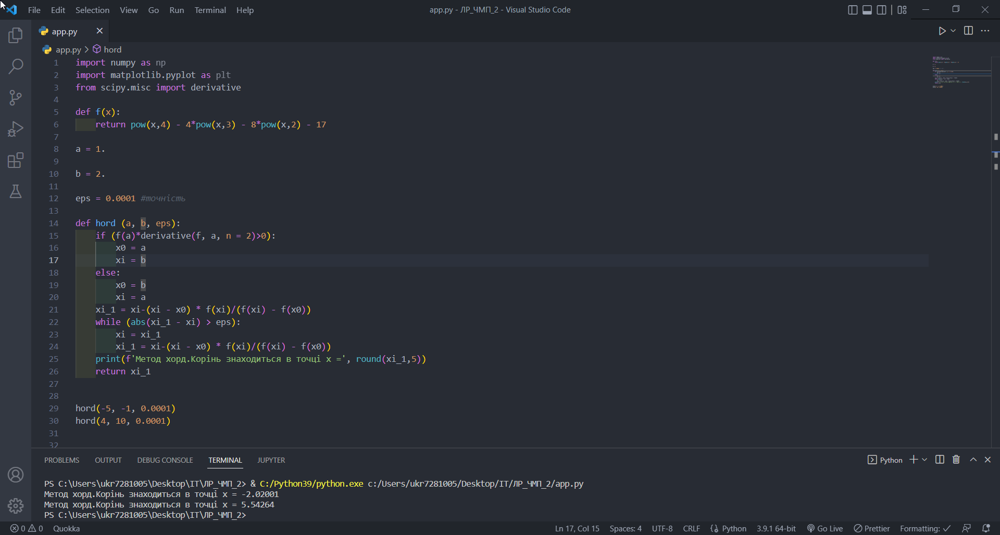 File Edit Selection View Go Run Terminal Help
app.py - ЛР_ЧМП_2 - Visual Studio Code
app.py
app.py > hord
1 import numpy as np
2 import matplotlib.pyplot as plt
3 from scipy.misc import derivative
4
5 def f(x):
6 return pow(x,4) - 4*pow(x,3) - 8*pow(x,2) - 17
7
8 a = 1.
9
10 b = 2.
11
12 eps = 0.0001 #точність
13
14 def hord (a, b, eps):
15 if (f(a)*derivative(f, a, n = 2)>0):
16 x0 = a
17 xi = b
18 else:
19 x0 = b
20 xi = a
21 xi_1 = xi-(xi - x0) * f(xi)/(f(xi) - f(x0))
22 while (abs(xi_1 - xi) > eps):
23 xi = xi_1
24 xi_1 = xi-(xi - x0) * f(xi)/(f(xi) - f(x0))
25 print(f'Метод хорд.Корінь знаходиться в точці x =', round(xi_1,5))
26 return xi_1
27
28
29 hord(-5, -1, 0.0001)
30 hord(4, 10, 0.0001)
31
32
PROBLEMS OUTPUT DEBUG CONSOLE TERMINAL JUPYTER
Python
PS C:\Users\ukr7281005\Desktop\IT\ЛР_ЧМП_2> & C:/Python39/python.exe c:/Users/ukr7281005/Desktop/IT/ЛР_ЧМП_2/app.py
Метод хорд.Корінь знаходиться в точці x = -2.02001
Метод хорд.Корінь знаходиться в точці x = 5.54264
PS C:\Users\ukr7281005\Desktop\IT\ЛР_ЧМП_2>
0 0 Quokka Ln 17, Col 15 Spaces: 4 UTF-8 CRLF Python 3.9.1 64-bit Go Live Prettier Formatting: ✓